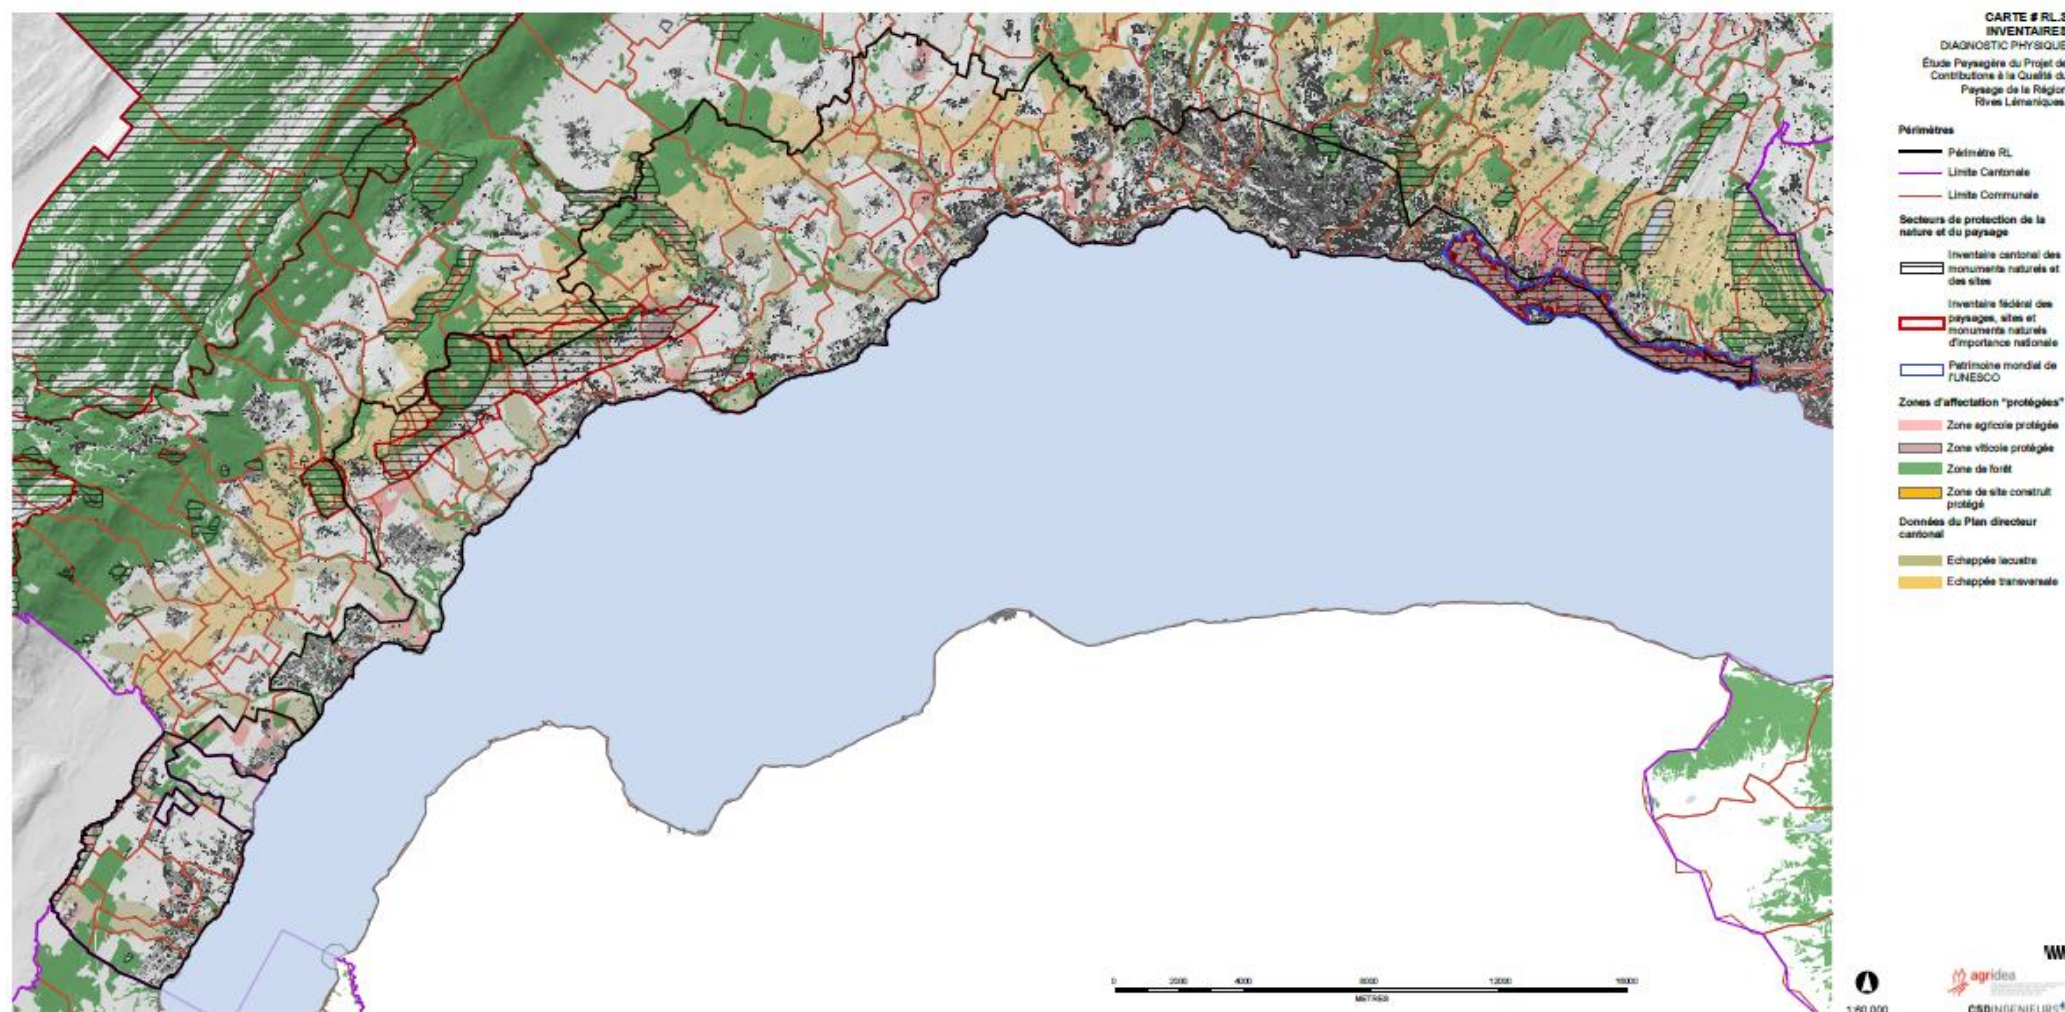 CARTE # RL.
INVENTAIRES
DIAGNOSTIC PHYSIQUE
Étude Paysagère du Projet de
Contributions à la Qualité du
Paysage de la Région
Rives Lémaniques
Périmètres
Périmètre RL
Limite Cantonale
Limite Communale
Secteurs de protection de la
nature et du paysage
Inventaire cantonal des
monuments naturels et
des sites
Inventaire fédéral des
paysages, sites et
monuments naturels
d'importance nationale
Patrimoine mondial de
l'UNESCO
Zones d'affectation "protégées"
Zone agricole protégée
Zone viticole protégée
Zone de forêt
Zone de site construit
protégé
Données du Plan directeur
cantonal
Echappée lacustre
Echappée transversale
0 2000 4000 8000 12000 16000
METRES
1:60 000
agridea
CSDINGENIEURS